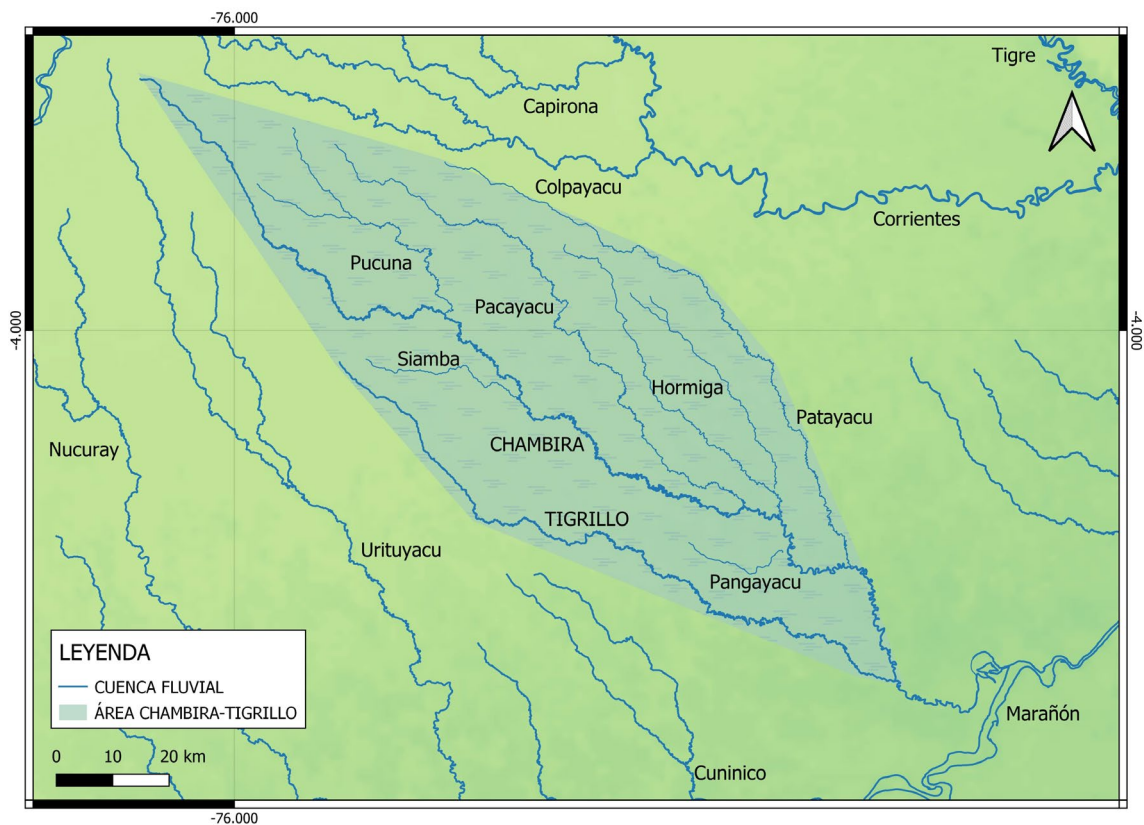 -76.000
Tigre
Capirona
Colpayacu
Corrientes
Pucuna
Pacayacu
-4.000
-4.000
Siamba
Hormiga
Patayacu
Nucuray
CHAMBIRA
TIGRILLO
Urituyacu
Pangayacu
LEYENDA
CUENCA FLUVIAL
ÁREA CHAMBIRA-TIGRILLO
Marañón
0 10 20 km
Cuninico
-76.000